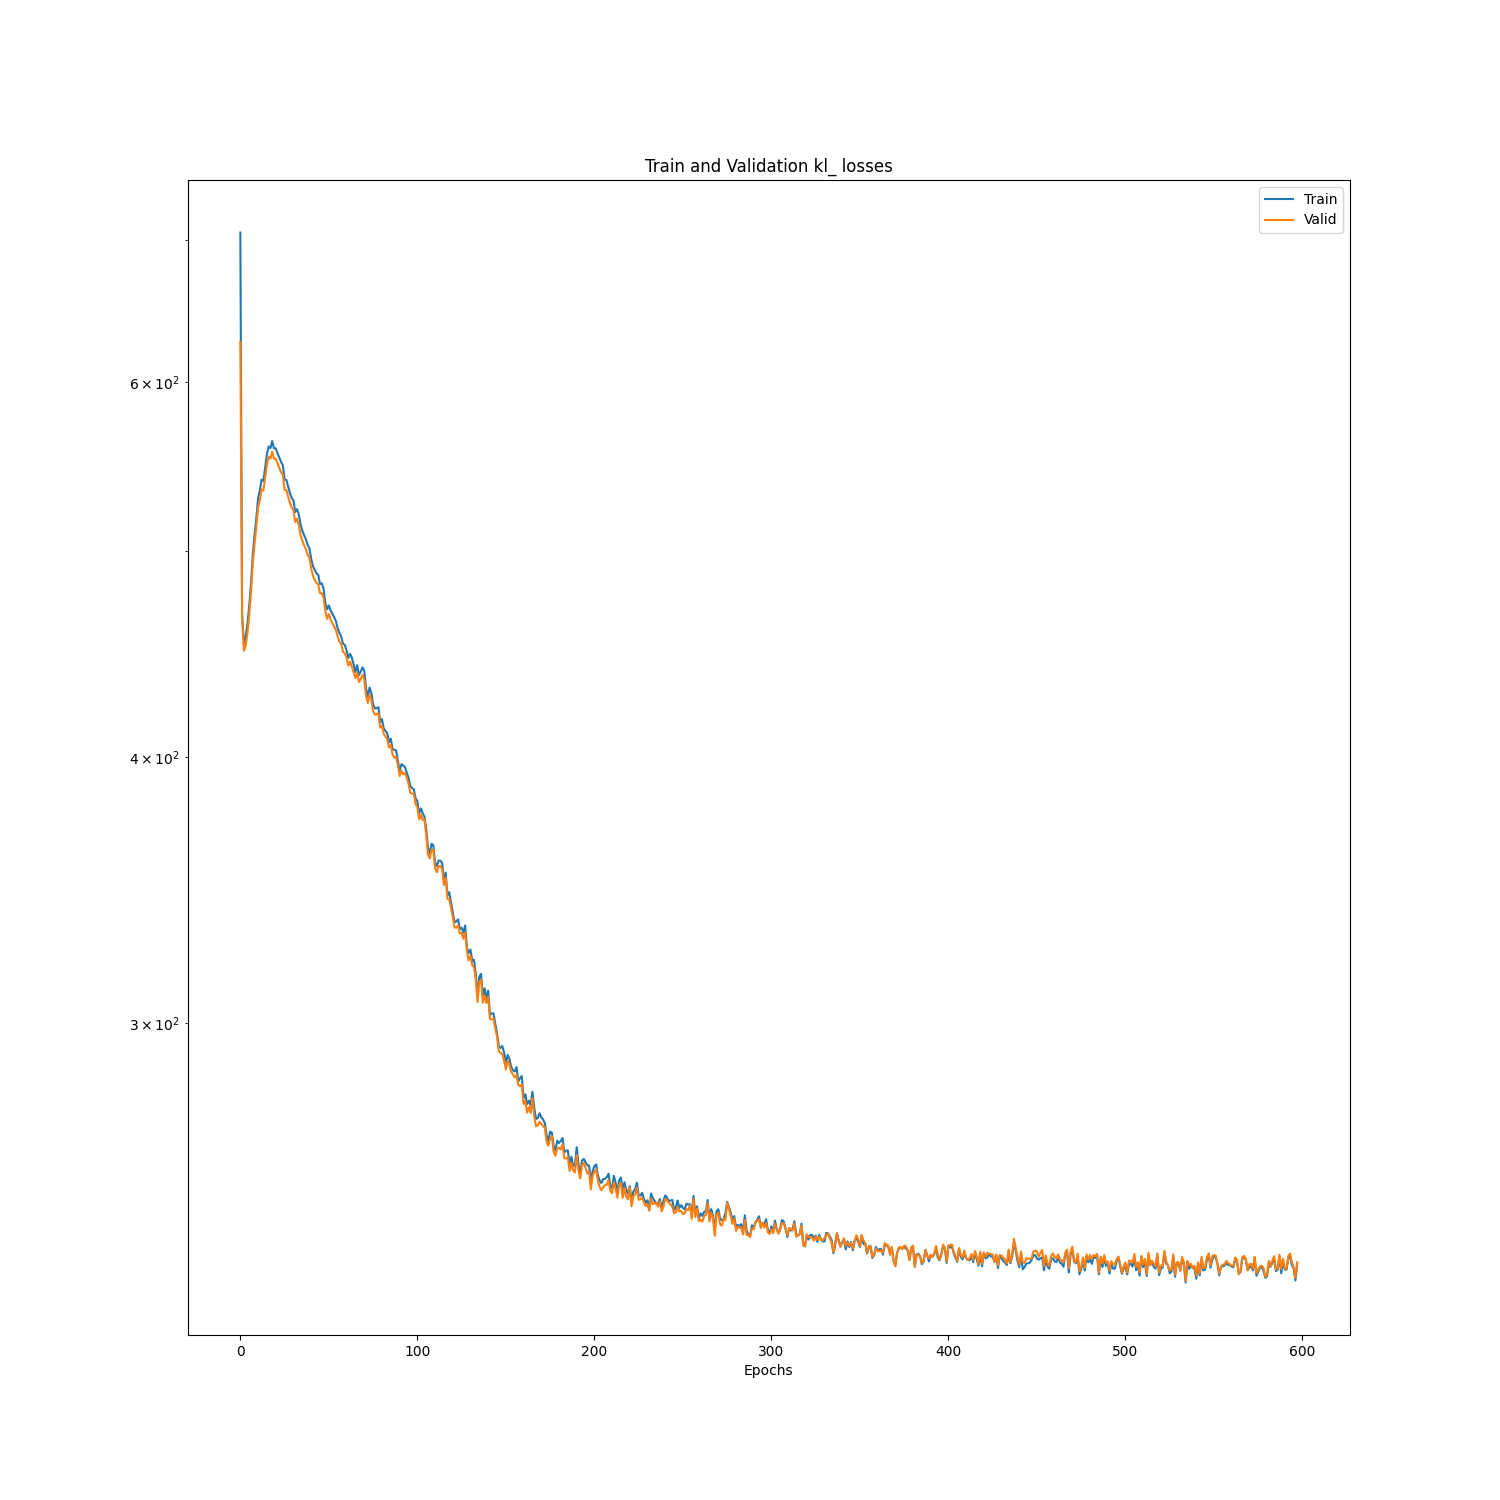 Train and Validation kl_ losses
Train
Valid
6 × 10²
4 × 10²
3 × 10²
0 100 200 300 400 500 600
Epochs